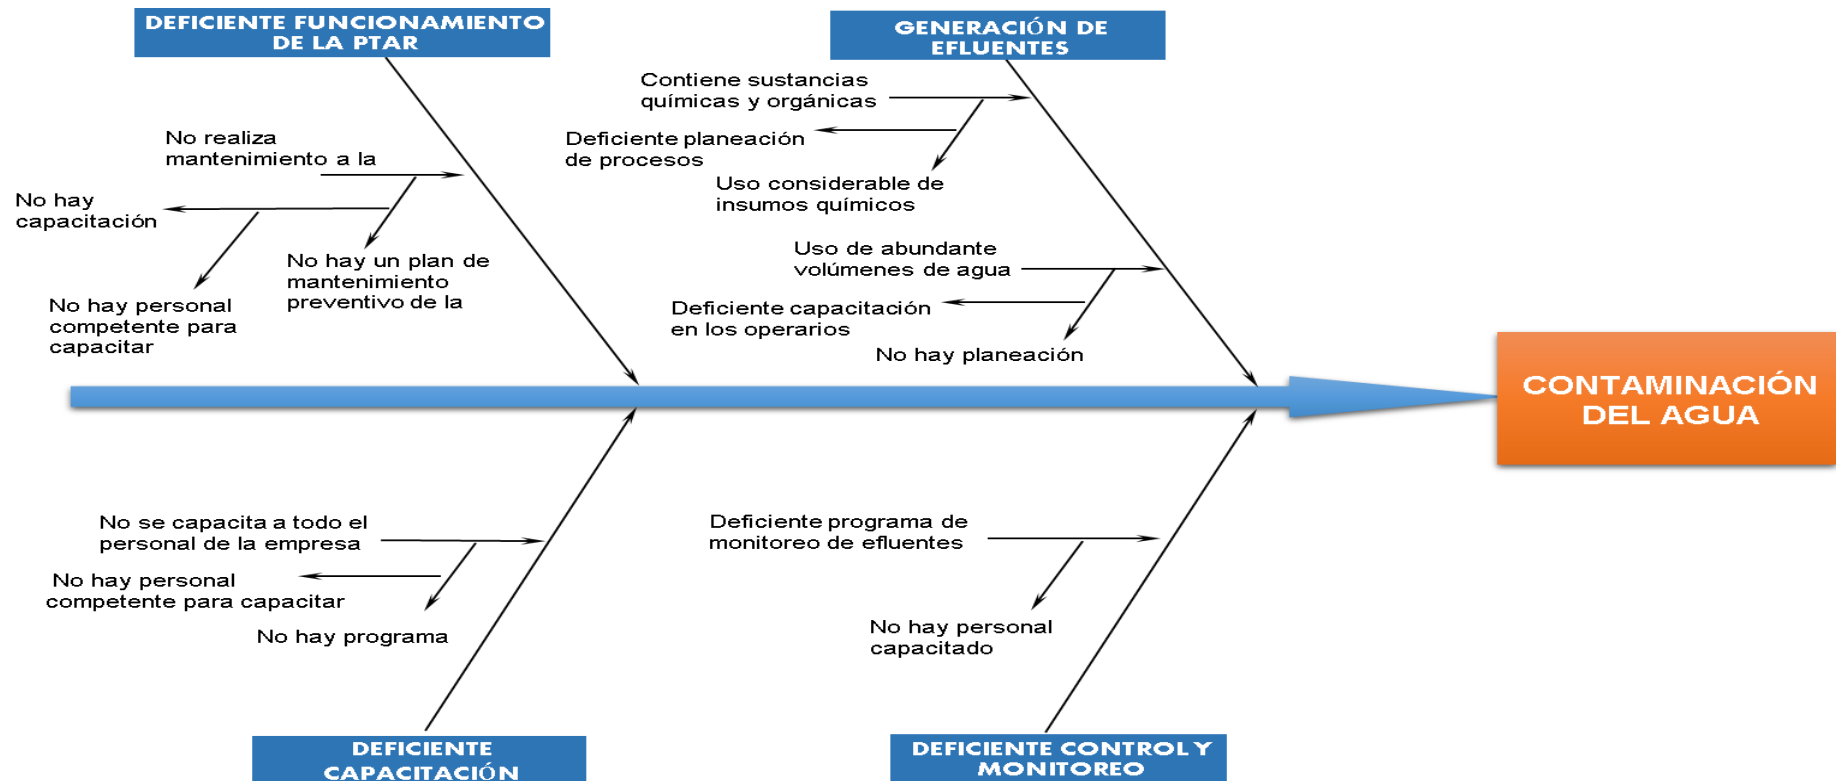 DEFICIENTE FUNCIONAMIENTO
DE LA PTAR
GENERACIÓN DE
EFLUENTES
Contiene sustancias
químicas y orgánicas
No realiza
mantenimiento a la
Deficiente planeación
de procesos
No hay
capacitación
Uso considerable de
insumos químicos
No hay un plan de
mantenimiento
preventivo de la
Uso de abundante
volúmenes de agua
No hay personal
competente para
capacitar
Deficiente capacitación
en los operarios
No hay planeación
CONTAMINACIÓN
DEL AGUA
No se capacita a todo el
personal de la empresa
Deficiente programa de
monitoreo de efluentes
No hay personal
competente para capacitar
No hay programa
No hay personal
capacitado
DEFICIENTE
CAPACITACIÓN
DEFICIENTE CONTROL Y
MONITOREO